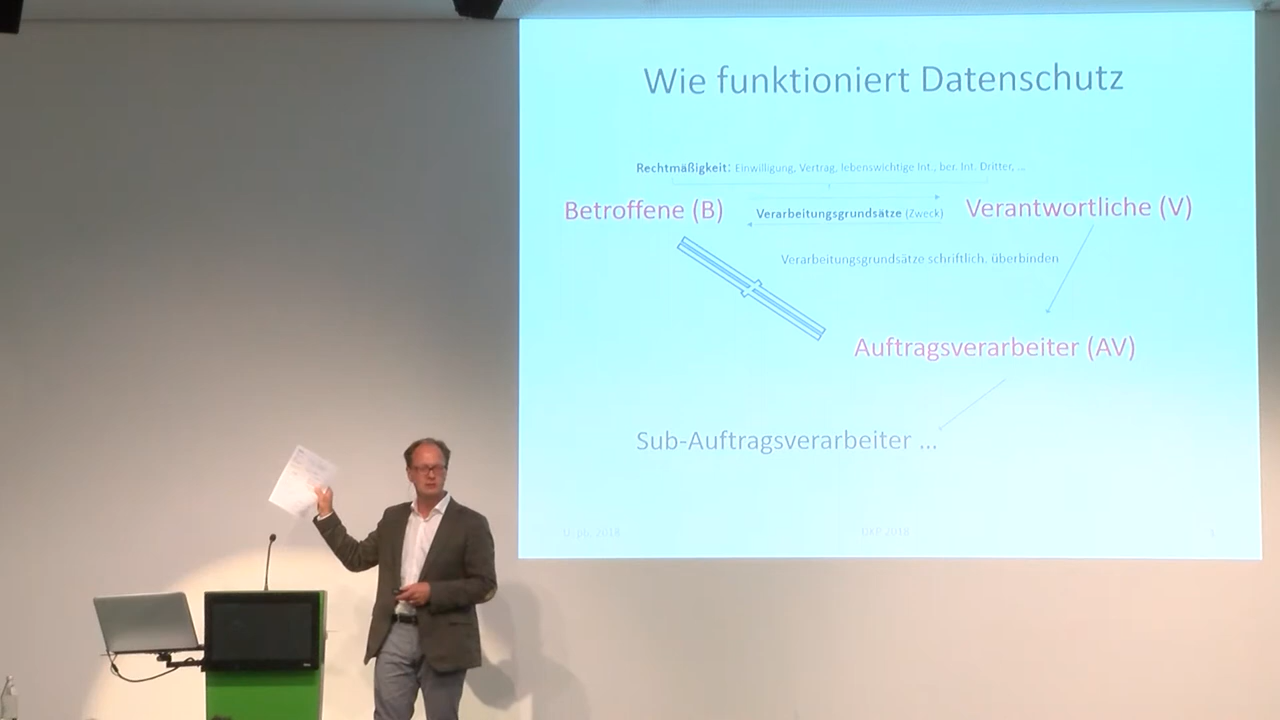 Wie funktioniert Datenschutz
Rechtmäßigkeit: Einwilligung, Vertrag, lebenswichtige Int., ber. Int. Dritter, ...
Betroffene (B)
Verarbeitungsgrundsätze (Zweck)
Verantwortliche (V)
Verarbeitungsgrundsätze schriftlich. überbinden
Auftragsverarbeiter (AV)
Sub-Auftragsverarbeiter ...
2018
2018